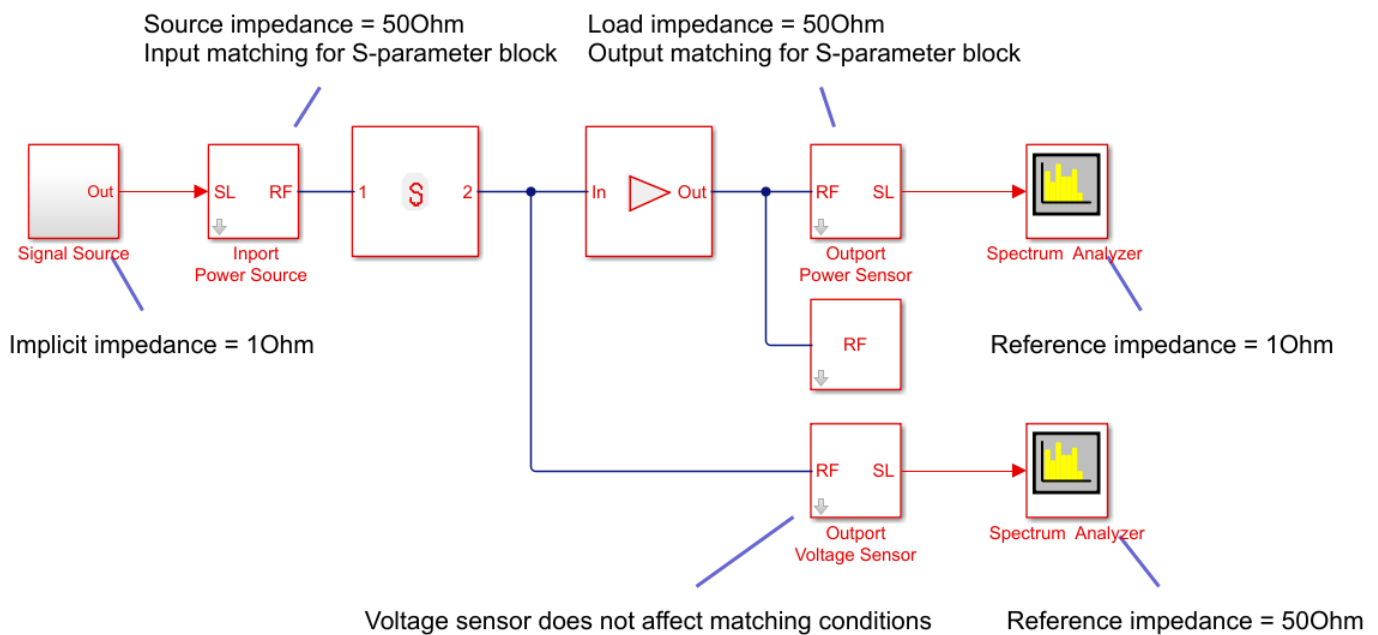 Source impedance = 50Ohm
Input matching for S-parameter block
Load impedance = 50Ohm
Output matching for S-parameter block
Out
SL RF
1 S 2
In Out
RF SL
Signal Source
Inport
Power Source
Outport
Power Sensor
Spectrum Analyzer
Implicit impedance = 1Ohm
RF
Reference impedance = 1Ohm
RF SL
Outport
Voltage Sensor
Spectrum Analyzer
Voltage sensor does not affect matching conditions
Reference impedance = 50Ohm